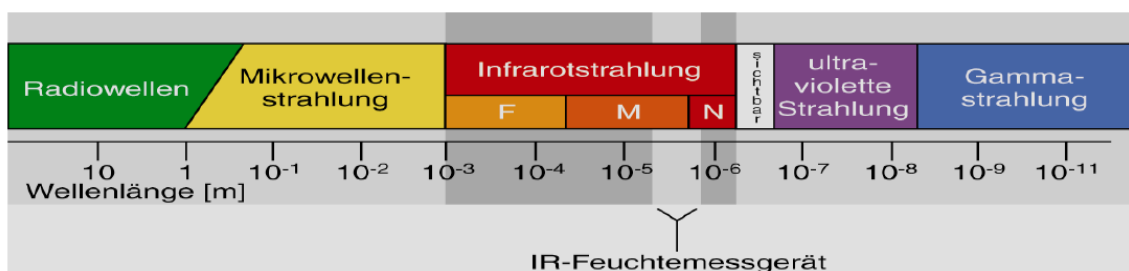 Radiowellen
Mikrowellen-
strahlung
Infrarotstrahlung
F M N
sichtbar
ultra-
violette
Strahlung
Gamma-
strahlung
10 1 10⁻¹ 10⁻² 10⁻³ 10⁻⁴ 10⁻⁵ 10⁻⁶ 10⁻⁷ 10⁻⁸ 10⁻⁹ 10⁻¹¹
Wellenlänge [m]
IR-Feuchtemessgerät